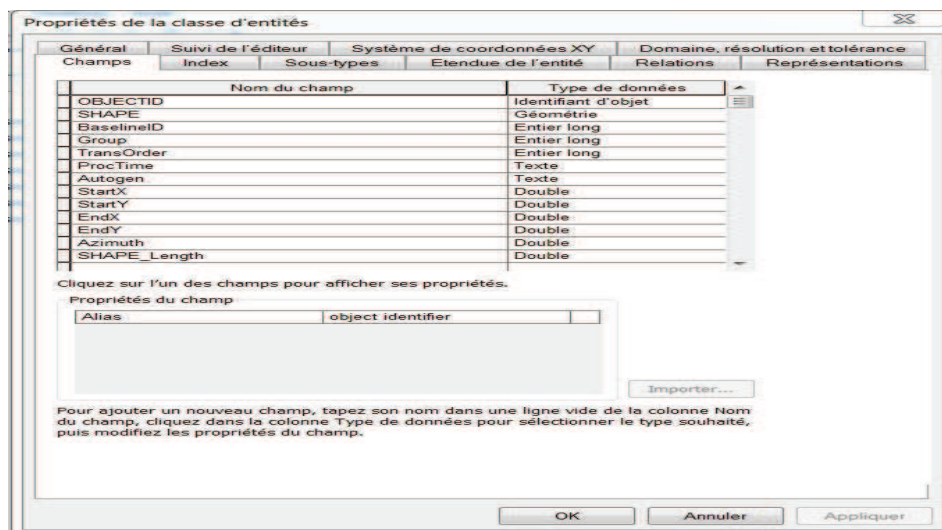 Propriétés de la classe d'entités
Général Suivi de l'éditeur Système de coordonnées XY Domaine, résolution et tolérance
Champs Index Sous-types Etendue de l'entité Relations Représentations
Nom du champ Type de données
OBJECTID Identifiant d'objet
SHAPE Géométrie
BaselineID Entier long
Group Entier long
TransOrder Entier long
ProcTime Texte
Autogen Texte
StartX Double
StartY Double
EndX Double
EndY Double
Azimuth Double
SHAPE_Length Double
Cliquez sur l'un des champs pour afficher ses propriétés.
Propriétés du champ
Alias object identifier
Importer...
Pour ajouter un nouveau champ, tapez son nom dans une ligne vide de la colonne Nom
du champ, cliquez dans la colonne Type de données pour sélectionner le type souhaité,
puis modifiez les propriétés du champ.
OK Annuler Appliquer